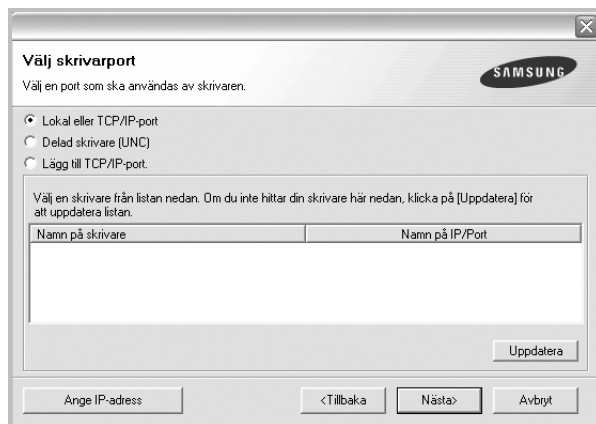 Välj skrivarport
Välj en port som ska användas av skrivaren.
SAMSUNG
Lokal eller TCP/IP-port
Delad skrivare (UNC)
Lägg till TCP/IP-port.
Välj en skrivare från listan nedan. Om du inte hittar din skrivare här nedan, klicka på [Uppdatera] för
att uppdatera listan.
Namn på skrivare Namn på IP/Port
Uppdatera
Ange IP-adress <Tillbaka Nästa> Avbryt